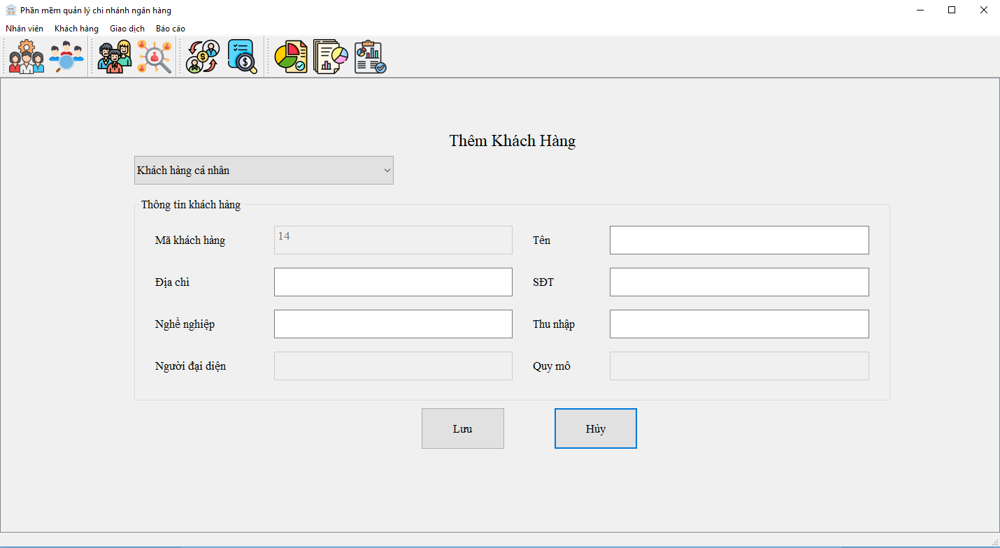 Phần mềm quản lý chi nhánh ngân hàng
Nhân viên Khách hàng Giao dịch Báo cáo
Thêm Khách Hàng
Khách hàng cá nhân
Thông tin khách hàng
Mã khách hàng 14 Tên
Địa chỉ SĐT
Nghề nghiệp Thu nhập
Người đại diện Quy mô
Lưu Hủy